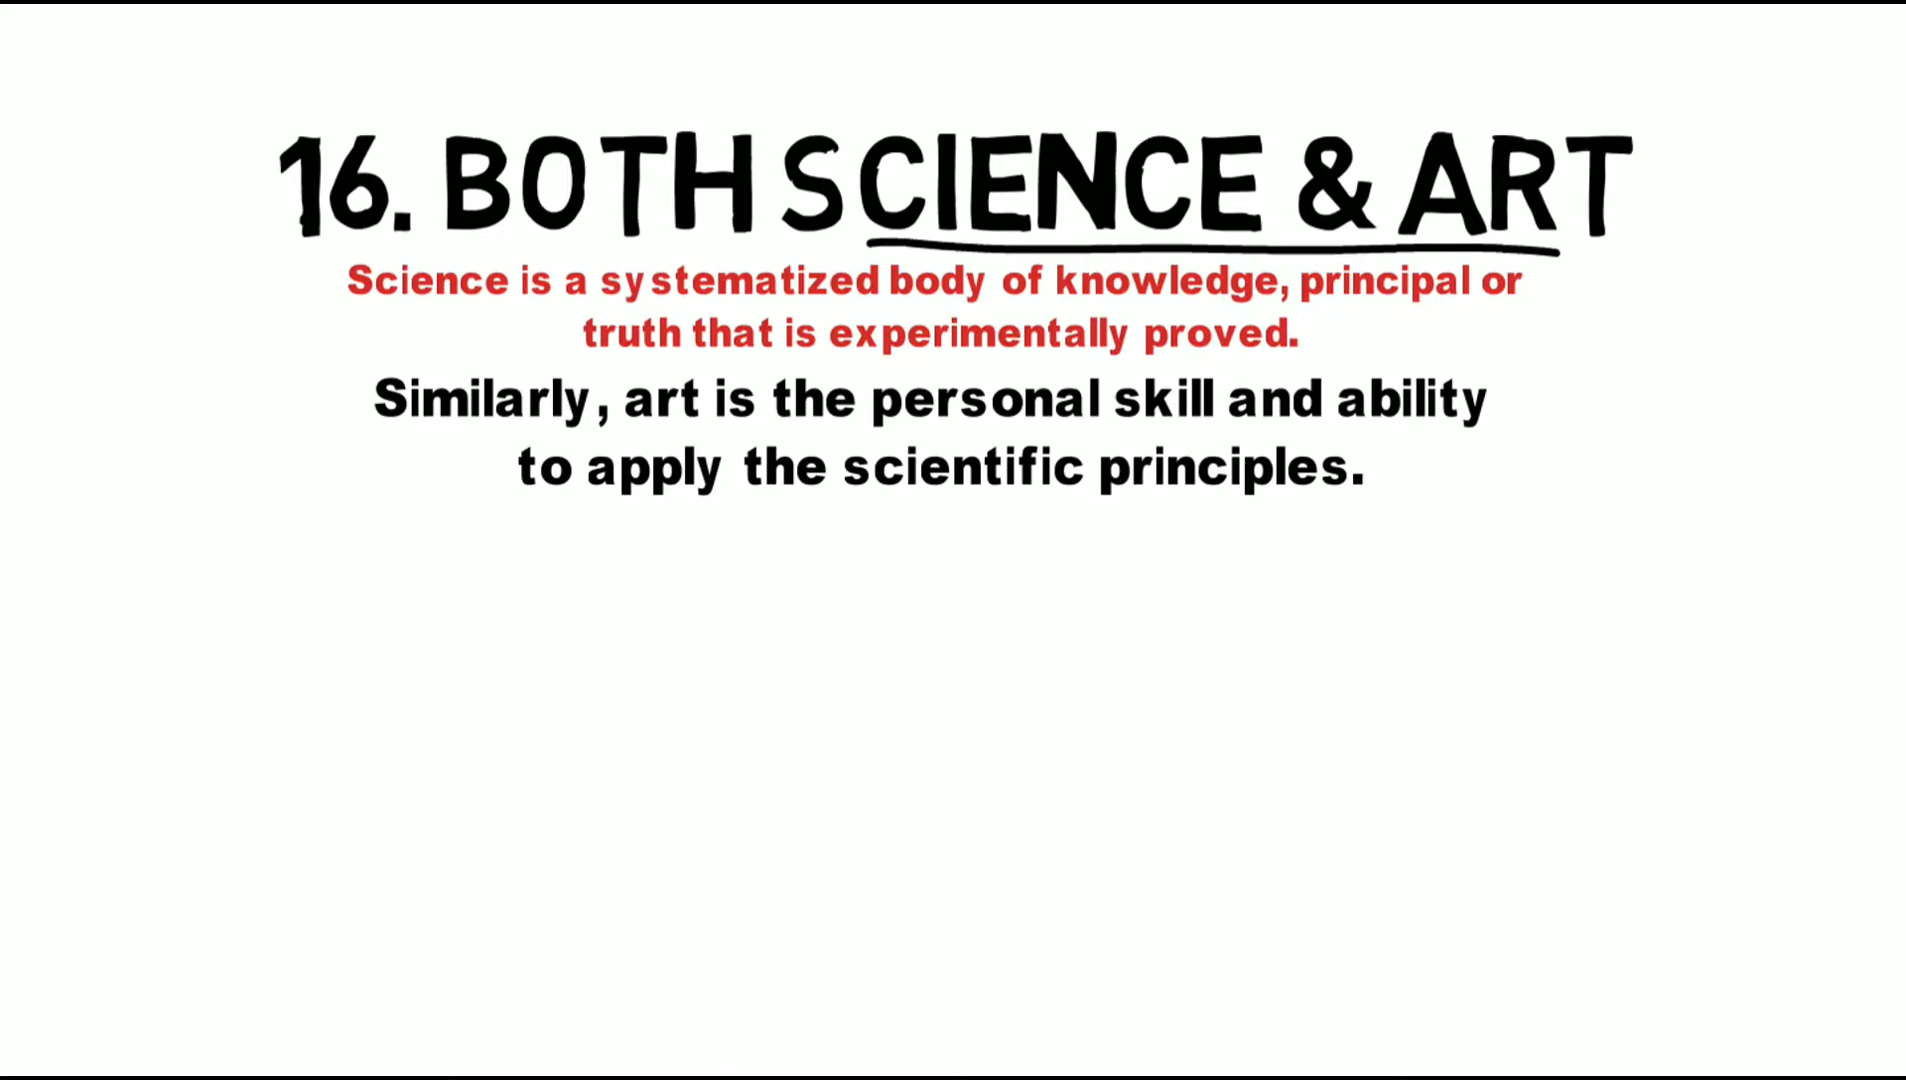 16. BOTH SCIENCE & ART
Science is a systematized body of knowledge, principal or
truth that is experimentally proved.
Similarly, art is the personal skill and ability
to apply the scientific principles.